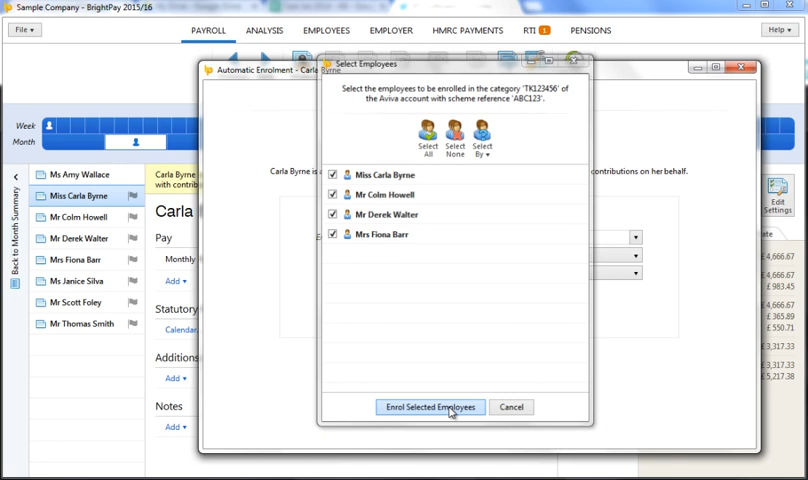 Sample Company - BrightPay 2015/16
File
PAYROLL
ANALYSIS
EMPLOYEES
EMPLOYER
HMRC PAYMENTS
RTI 1
PENSIONS
Help
Week
Month
Back to Month Summary
Ms Amy Wallace
Miss Carla Byrne
Mr Colm Howell
Mr Derek Walter
Mrs Fiona Barr
Ms Janice Silva
Mr Scott Foley
Mr Thomas Smith
Carla Byrne is
with contribu
Carla
Pay
Monthly
Add
Statutory
Calendar
Additions
Add
Notes
Add
Automatic Enrolment - Carla Byrne
Carla Byrne is a
contributions on her behalf.
Select Employees
Select the employees to be enrolled in the category 'TK123456' of
the Aviva account with scheme reference 'ABC123'.
Select All
Select None
Select By
Miss Carla Byrne
Mr Colm Howell
Mr Derek Walter
Mrs Fiona Barr
Enrol Selected Employees
Cancel
Edit
Settings
£ 4,666.67
£ 4,666.67
£ 983.45
£ 4,666.67
£ 365.89
£ 550.71
£ 3,317.33
£ 3,317.33
£ 5,217.38